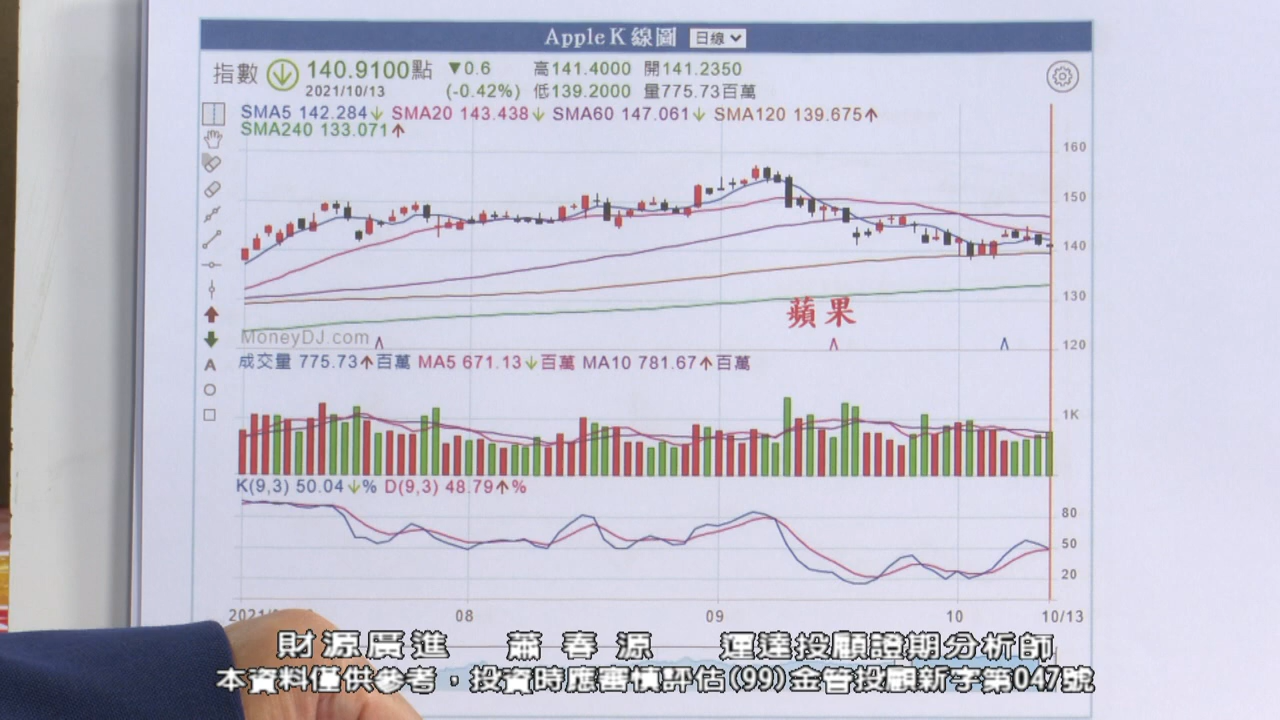 Apple K 線圖 日線
指數 140.9100點 ▼0.6 高141.4000 開141.2350
2021/10/13 (-0.42%) 低139.2000 量775.73百萬
SMA5 142.284↓ SMA20 143.438↓ SMA60 147.061↓ SMA120 139.675↑
SMA240 133.071↑
160
150
140
130
蘋果
MoneyDJ.com
120
成交量 775.73↑百萬 MA5 671.13↓百萬 MA10 781.67↑百萬
A
1K
K(9,3) 50.04↓% D(9,3) 48.79↑%
80
50
20
08 09 10 10/13
財源廣進 蕭春源 運達投顧證期分析師
本資料僅供參考，投資時應審慎評估(99)金管投顧新字第047號